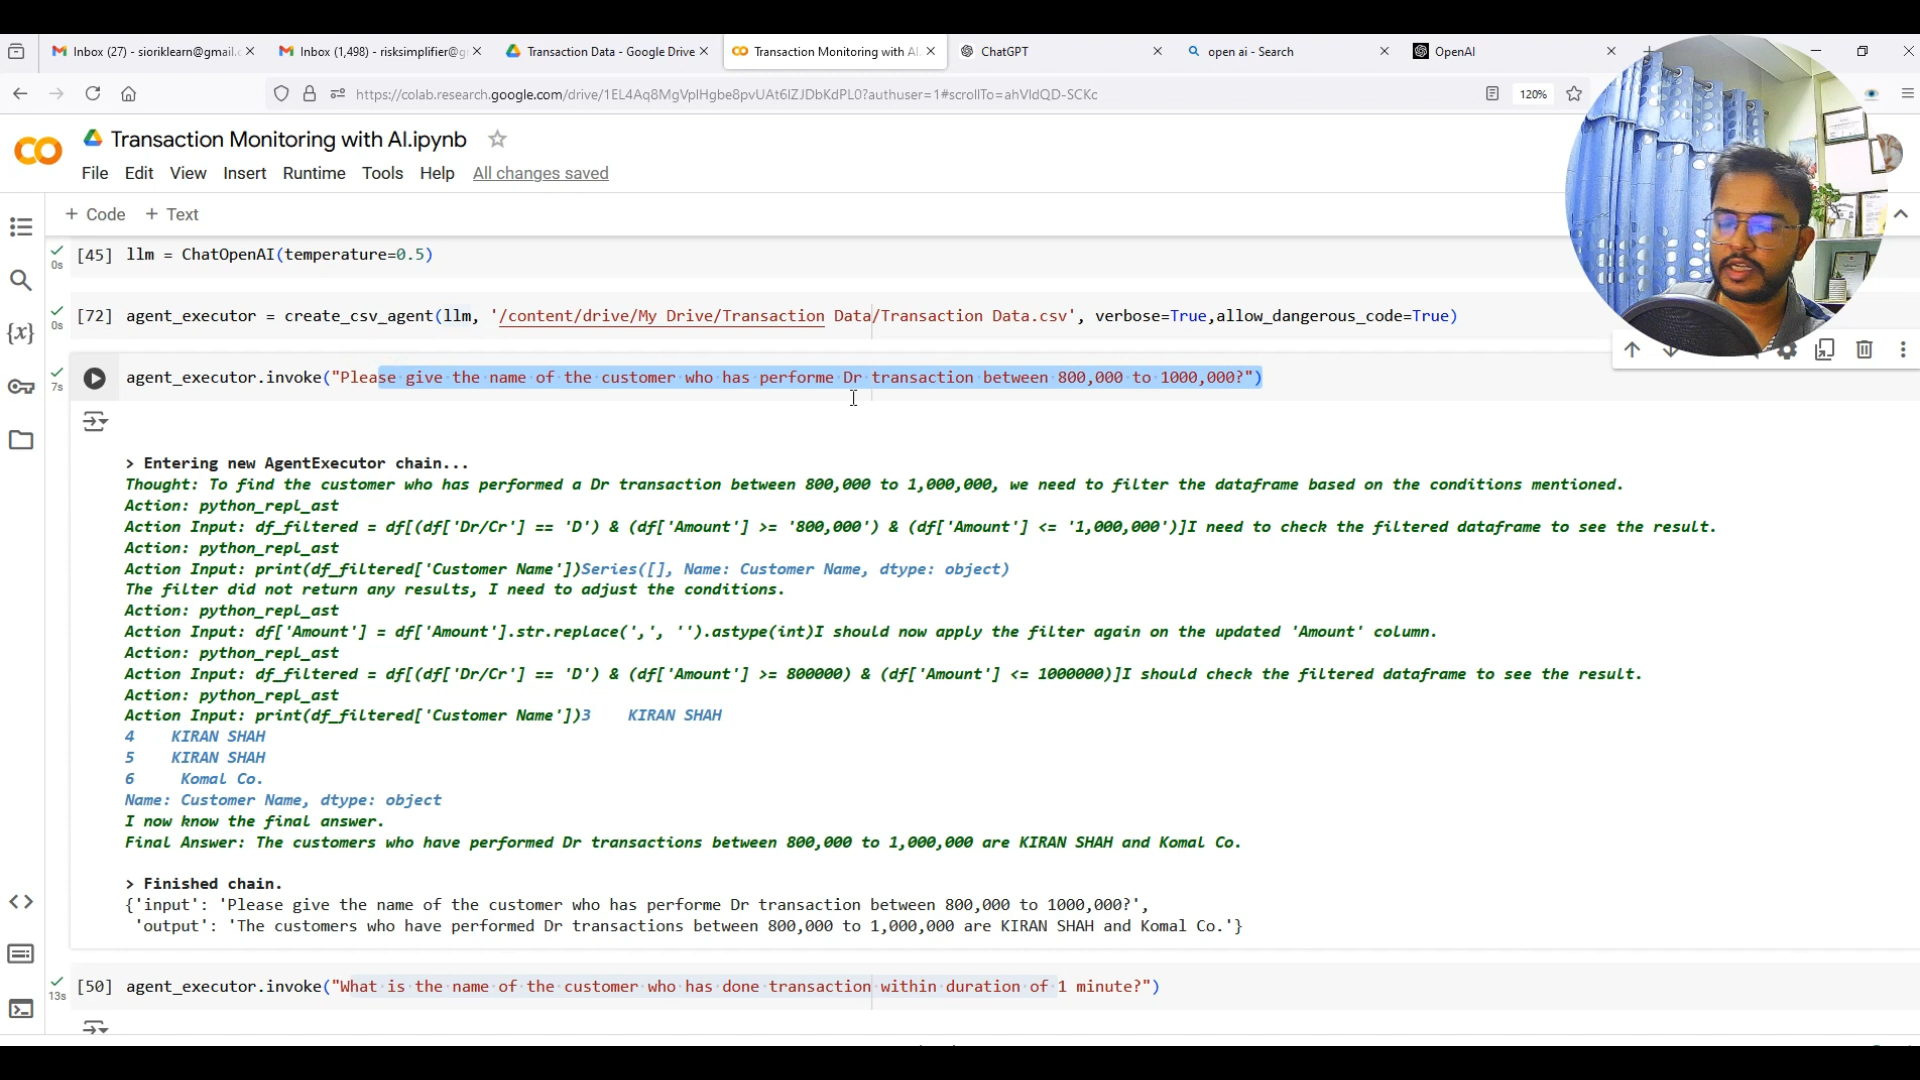 Inbox (27) - sioriklearn@gmail.
Inbox (1,498) - risksimplifier@g
Transaction Data - Google Drive
Transaction Monitoring with AI.
ChatGPT
open ai - Search
OpenAI
https://colab.research.google.com/drive/1EL4Aq8MgVplHgbe8pvUAt6lZJDbKdPL0?authuser=1#scrollTo=ahVldQD-SCKc
120%
Transaction Monitoring with AI.ipynb
File Edit View Insert Runtime Tools Help All changes saved
+ Code + Text
[45] llm = ChatOpenAI(temperature=0.5)
0s
[72] agent_executor = create_csv_agent(llm, '/content/drive/My Drive/Transaction Data/Transaction Data.csv', verbose=True,allow_dangerous_code=True)
0s
agent_executor.invoke("Please give the name of the customer who has performe Dr transaction between 800,000 to 1000,000?")
7s
> Entering new AgentExecutor chain...
Thought: To find the customer who has performed a Dr transaction between 800,000 to 1,000,000, we need to filter the dataframe based on the conditions mentioned.
Action: python_repl_ast
Action Input: df_filtered = df[(df['Dr/Cr'] == 'D') & (df['Amount'] >= '800,000') & (df['Amount'] <= '1,000,000')]I need to check the filtered dataframe to see the result.
Action: python_repl_ast
Action Input: print(df_filtered['Customer Name'])Series([], Name: Customer Name, dtype: object)
The filter did not return any results, I need to adjust the conditions.
Action: python_repl_ast
Action Input: df['Amount'] = df['Amount'].str.replace(',', '').astype(int)I should now apply the filter again on the updated 'Amount' column.
Action: python_repl_ast
Action Input: df_filtered = df[(df['Dr/Cr'] == 'D') & (df['Amount'] >= 800000) & (df['Amount'] <= 1000000)]I should check the filtered dataframe to see the result.
Action: python_repl_ast
Action Input: print(df_filtered['Customer Name'])3 KIRAN SHAH
4 KIRAN SHAH
5 KIRAN SHAH
6 Komal Co.
Name: Customer Name, dtype: object
I now know the final answer.
Final Answer: The customers who have performed Dr transactions between 800,000 to 1,000,000 are KIRAN SHAH and Komal Co.
> Finished chain.
{'input': 'Please give the name of the customer who has performe Dr transaction between 800,000 to 1000,000?',
'output': 'The customers who have performed Dr transactions between 800,000 to 1,000,000 are KIRAN SHAH and Komal Co.'}
[50] agent_executor.invoke("What is the name of the customer who has done transaction within duration of 1 minute?")
13s